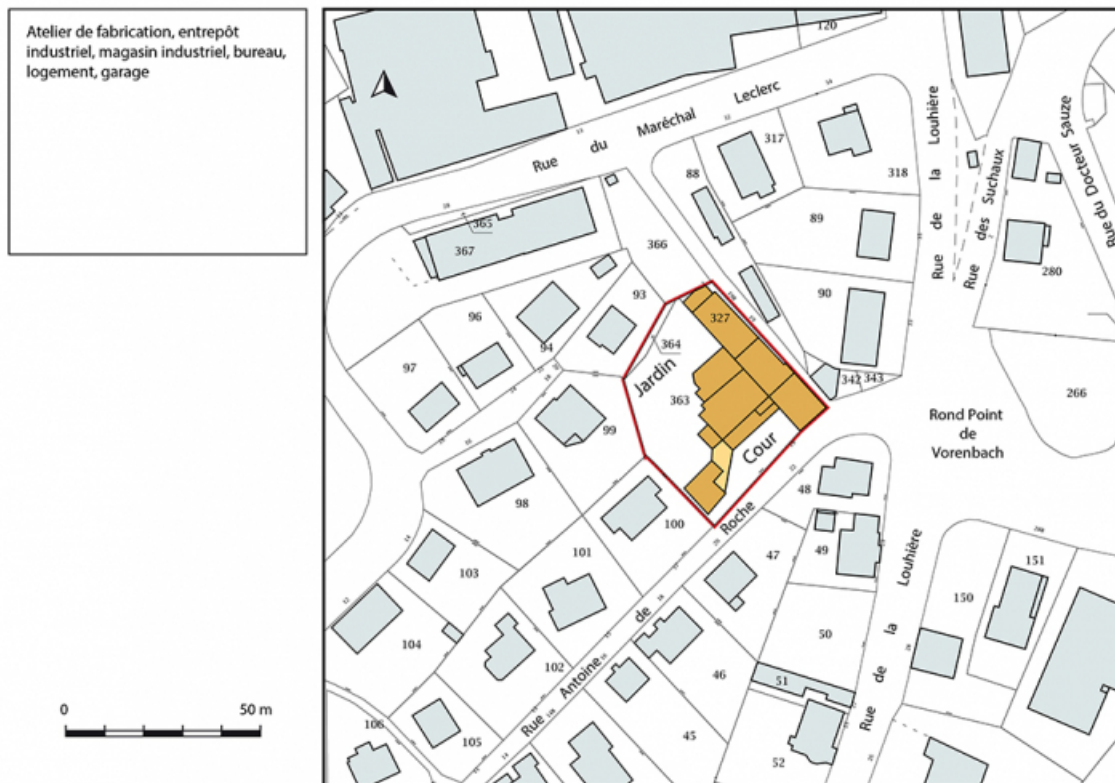 Atelier de fabrication, entrepôt
industriel, magasin industriel, bureau,
logement, garage
120
Rue du Maréchal Leclerc
317
318
88
89
365
367
366
Rue de la Louhière
Rue des Suchaux
Rue du Docteur Sauze
280
93
90
96
94
97
327
364
Jardin
363
342
343
266
Rond Point
de
Vorenbach
99
Cour
98
100
48
49
47
101
103
104
102
50
150
151
Rue Antoine de Roche
Rue de la Louhière
46
51
45
52
105
106
0 50 m